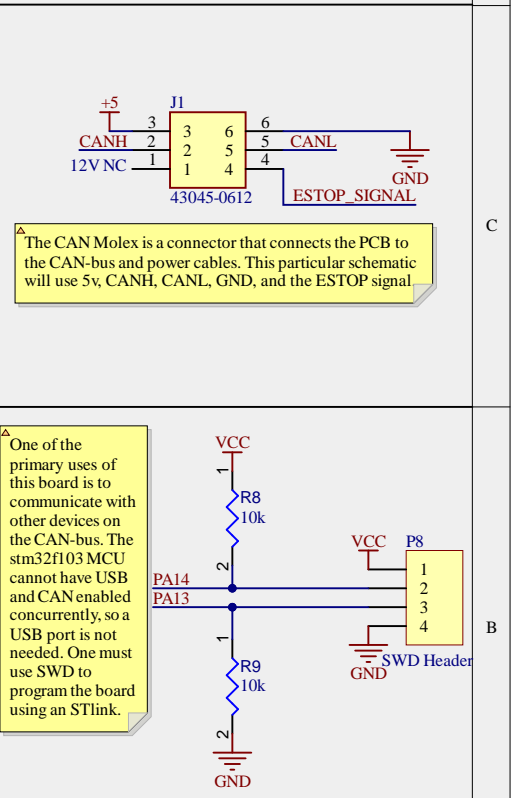 +5
J1
3 3 6 6
CANH 2 2 5 5 CANL
12V NC 1 1 4 4
GND
43045-0612
ESTOP_SIGNAL
C
The CAN Molex is a connector that connects the PCB to
the CAN-bus and power cables. This particular schematic
will use 5v, CANH, CANL, GND, and the ESTOP signal
One of the
primary uses of
this board is to
communicate with
other devices on
the CAN-bus. The
stm32f103 MCU
cannot have USB
and CAN enabled
concurrently, so a
USB port is not
needed. One must
use SWD to
program the board
using an STlink.
VCC
1
R8
10k
2
PA14
PA13
1
R9
10k
2
GND
VCC
P8
1
2
3
4
GND
SWD Header
B